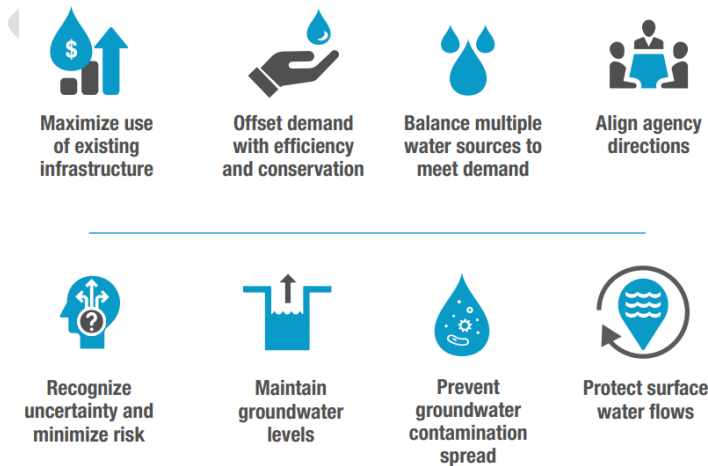 $
Maximize use
of existing
infrastructure
Offset demand
with efficiency
and conservation
Balance multiple
water sources to
meet demand
Align agency
directions
?
Recognize
uncertainty and
minimize risk
Maintain
groundwater
levels
Prevent
groundwater
contamination
spread
Protect surface
water flows